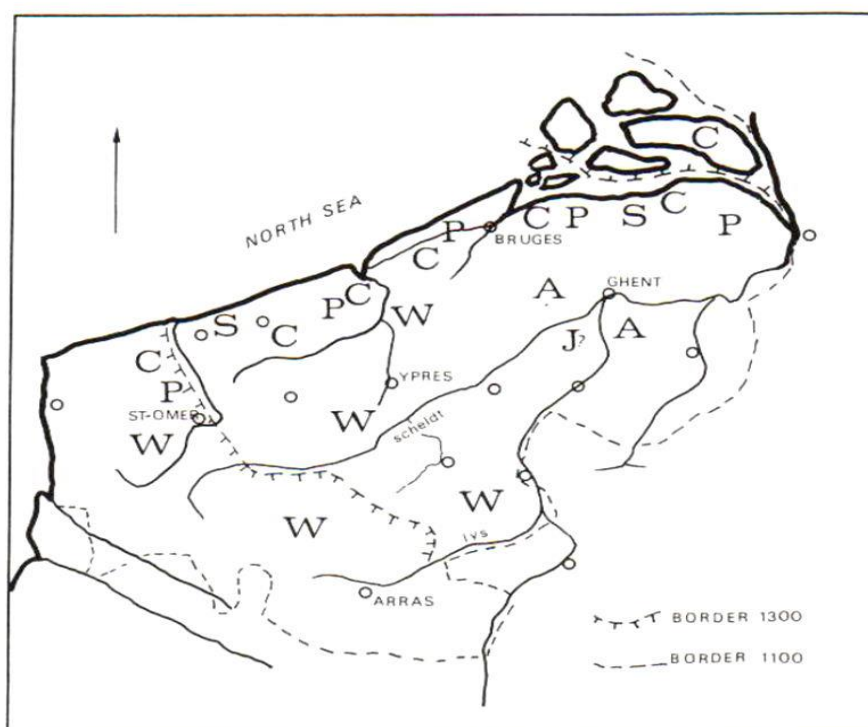 C
NORTH SEA
P
C P S C P
C
BRUGES
GHENT
A
S C P C
W
J? A
C
P
YPRES
ST-OMER
W
W
scheldt
W
W
lys
ARRAS
BORDER 1300
BORDER 1100